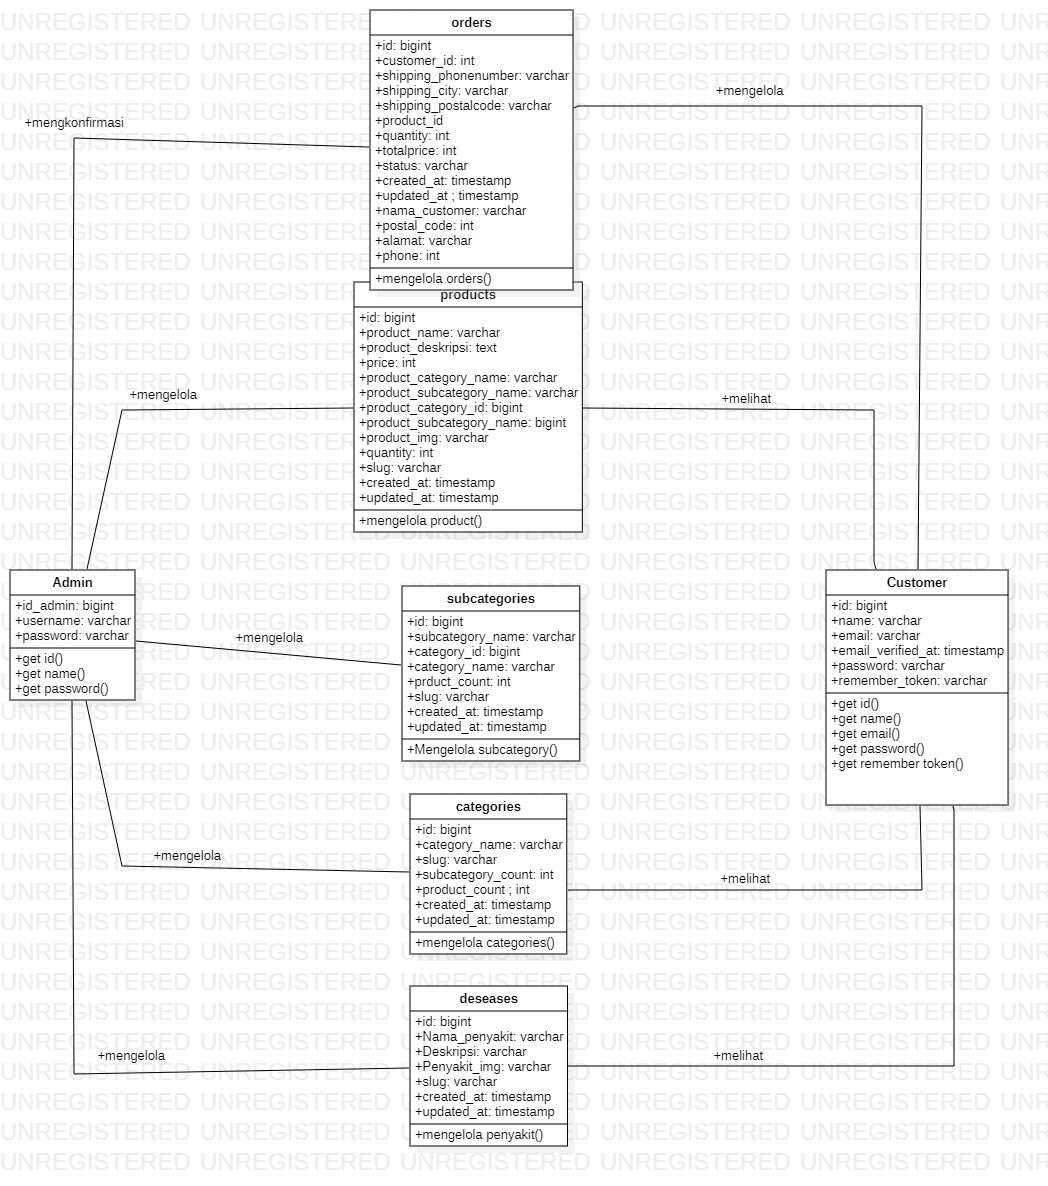 orders
+id: bigint
+customer_id: int
+shipping_phonenumber: varchar
+shipping_city: varchar
+shipping_postalcode: varchar
+product_id
+quantity: int
+totalprice: int
+status: varchar
+created_at: timestamp
+updated_at ; timestamp
+nama_customer: varchar
+postal_code: int
+alamat: varchar
+phone: int
+mengelola orders()
+mengkonfirmasi
+mengelola
products
+id: bigint
+product_name: varchar
+product_deskripsi: text
+price: int
+product_category_name: varchar
+product_subcategory_name: varchar
+product_category_id: bigint
+product_subcategory_name: bigint
+product_img: varchar
+quantity: int
+slug: varchar
+created_at: timestamp
+updated_at: timestamp
+mengelola product()
+mengelola
+melihat
Admin
+id_admin: bigint
+username: varchar
+password: varchar
+get id()
+get name()
+get password()
+mengelola
subcategories
+id: bigint
+subcategory_name: varchar
+category_id: bigint
+category_name: varchar
+prduct_count: int
+slug: varchar
+created_at: timestamp
+updated_at: timestamp
+Mengelola subcategory()
Customer
+id: bigint
+name: varchar
+email: varchar
+email_verified_at: timestamp
+password: varchar
+remember_token: varchar
+get id()
+get name()
+get email()
+get password()
+get remember token()
categories
+id: bigint
+category_name: varchar
+slug: varchar
+subcategory_count: int
+product_count ; int
+created_at: timestamp
+updated_at: timestamp
+mengelola categories()
+mengelola
+melihat
deseases
+id: bigint
+Nama_penyakit: varchar
+Deskripsi: varchar
+Penyakit_img: varchar
+slug: varchar
+created_at: timestamp
+updated_at: timestamp
+mengelola penyakit()
+mengelola
+melihat
UNREGISTERED